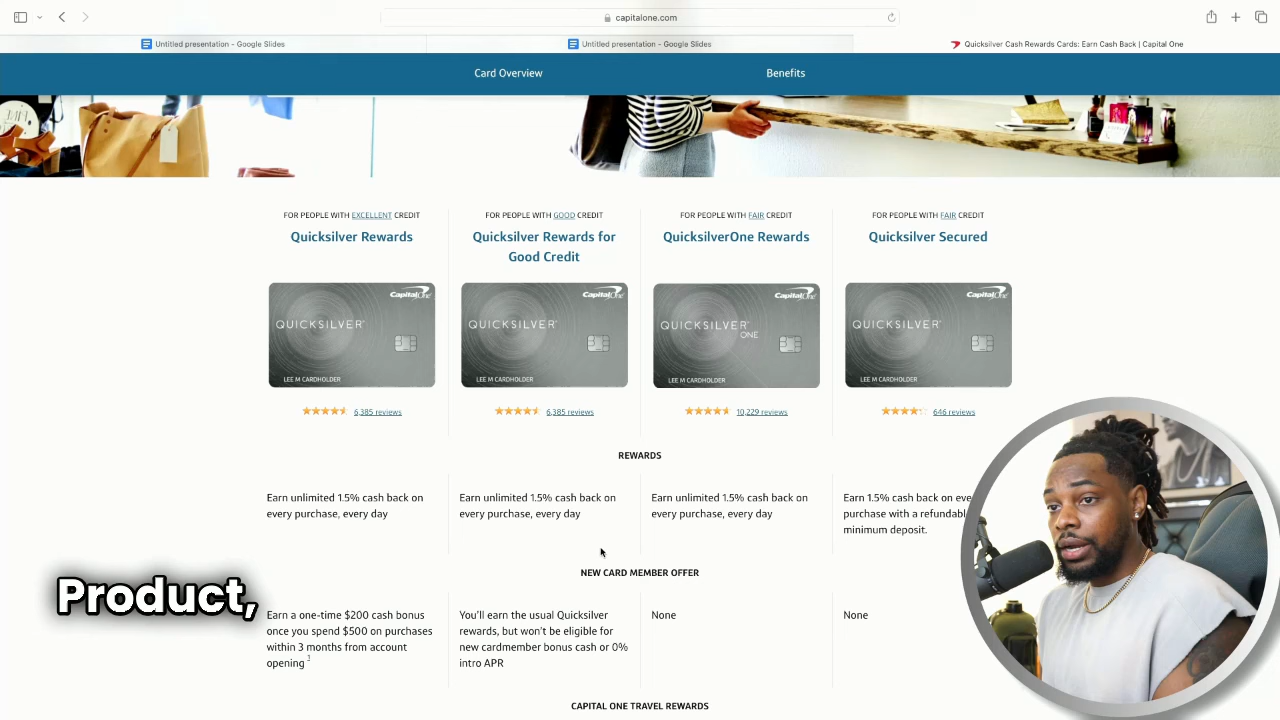 capitalone.com
Untitled presentation - Google Slides
Untitled presentation - Google Slides
Quicksilver Cash Rewards Cards: Earn Cash Back | Capital One
Card Overview
Benefits
FOR PEOPLE WITH EXCELLENT CREDIT
Quicksilver Rewards
Capital One
QUICKSILVER
LEE M CARDHOLDER
6,385 reviews
FOR PEOPLE WITH GOOD CREDIT
Quicksilver Rewards for
Good Credit
Capital One
QUICKSILVER
LEE M CARDHOLDER
6,385 reviews
FOR PEOPLE WITH FAIR CREDIT
QuicksilverOne Rewards
Capital One
QUICKSILVER
ONE
LEE M CARDHOLDER
10,229 reviews
FOR PEOPLE WITH FAIR CREDIT
Quicksilver Secured
Capital One
QUICKSILVER
LEE M CARDHOLDER
646 reviews
REWARDS
Earn unlimited 1.5% cash back on
every purchase, every day
Earn unlimited 1.5% cash back on
every purchase, every day
Earn unlimited 1.5% cash back on
every purchase, every day
Earn 1.5% cash back on eve
purchase with a refundabl
minimum deposit.
NEW CARD MEMBER OFFER
Earn a one-time $200 cash bonus
once you spend $500 on purchases
within 3 months from account
opening 1
You'll earn the usual Quicksilver
rewards, but won't be eligible for
new cardmember bonus cash or 0%
intro APR
None
None
CAPITAL ONE TRAVEL REWARDS
Product,